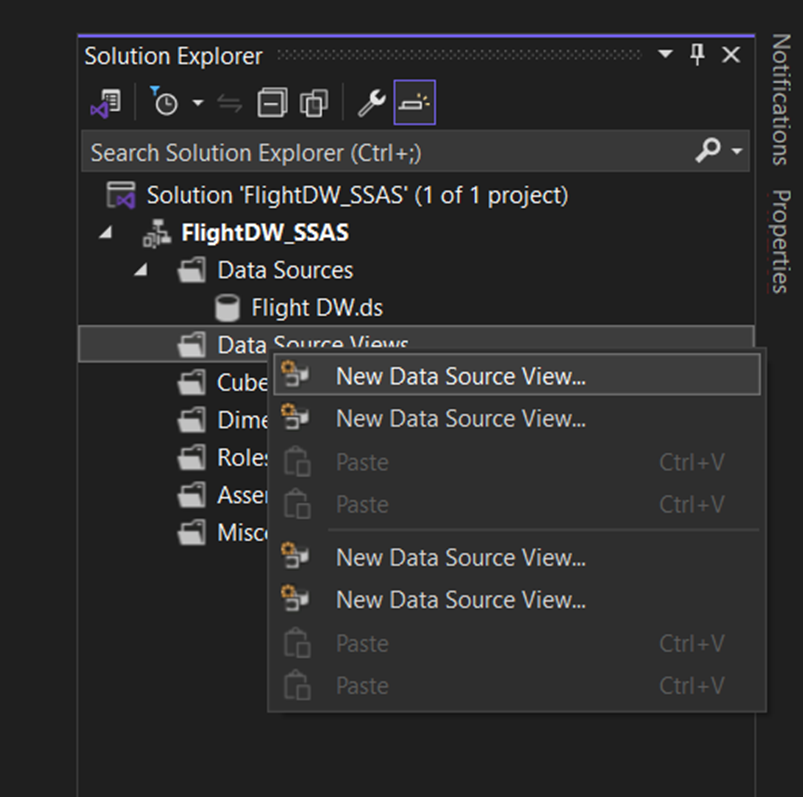 Solution Explorer
Search Solution Explorer (Ctrl+;)
Solution 'FlightDW_SSAS' (1 of 1 project)
FlightDW_SSAS
Data Sources
Flight DW.ds
Data Source Views
Cube
Dime
Roles
Asse
Misc
New Data Source View...
New Data Source View...
Paste Ctrl+V
Paste Ctrl+V
New Data Source View...
New Data Source View...
Paste Ctrl+V
Paste Ctrl+V
Notifications
Properties